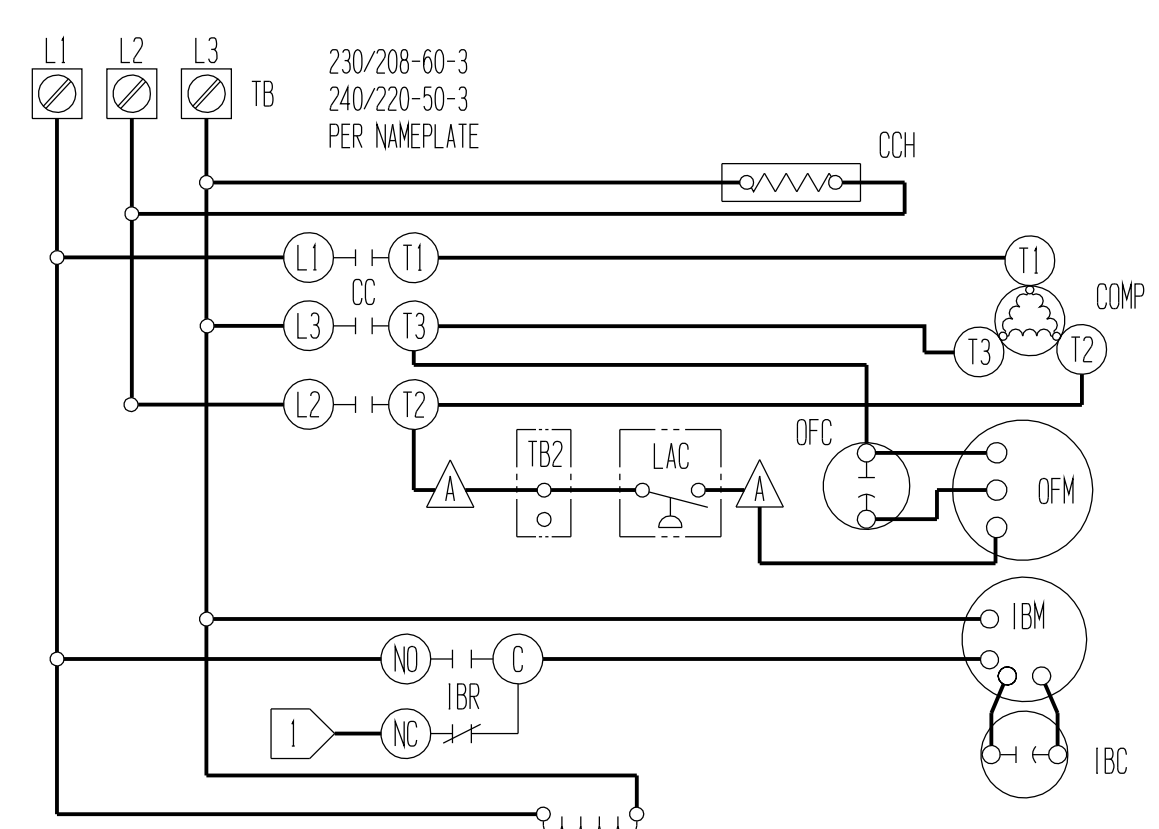 L1 L2 L3
TB
230/208-60-3
240/220-50-3
PER NAMEPLATE
CCH
L1 T1 T1
CC
COMP
L3 T3 T3 T2
L2 T2
OFC
TB2 LAC
A A
OFM
IBM
NO C
IBR
1 NC
IBC